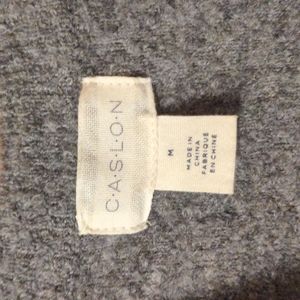 C·A·S·L·O·N
M
MADE IN
CHINA
FABRIQUÉ
EN CHINE